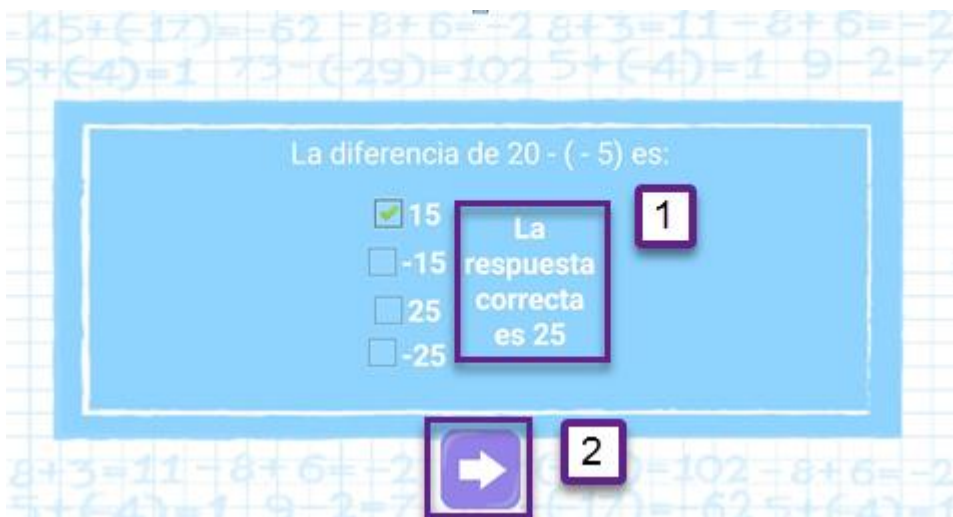 -45+(-17)=-62 -8+6=-2 8+3=11 -8+6=-2
5+(-4)=1 73-(-29)=102 5+(-4)=1 9-2=7
La diferencia de 20 - ( - 5) es:
15
-15
25
-25
La
respuesta
correcta
es 25
1
2
8+3=11 -8+6=-2 =102 -8+6=-2
5+(-4)=1 9-2=7 (-17)=-62 5+(-4)=1